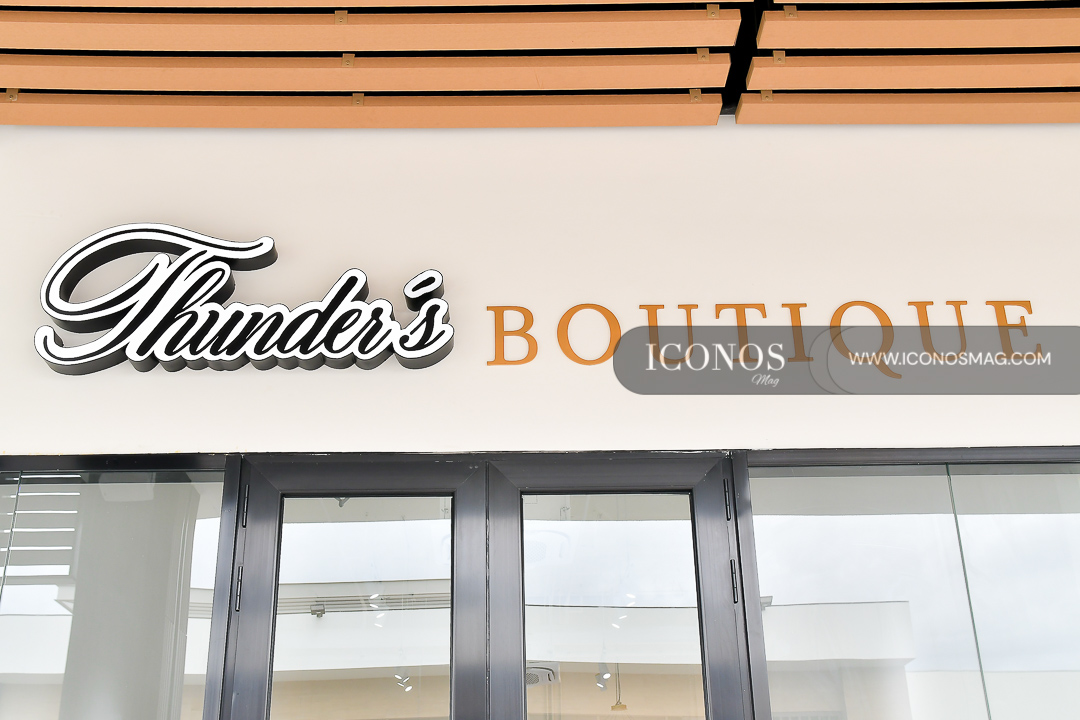 Thunder's BOUTIQUE
ICONOS Mag WWW.ICONOSMAG.COM